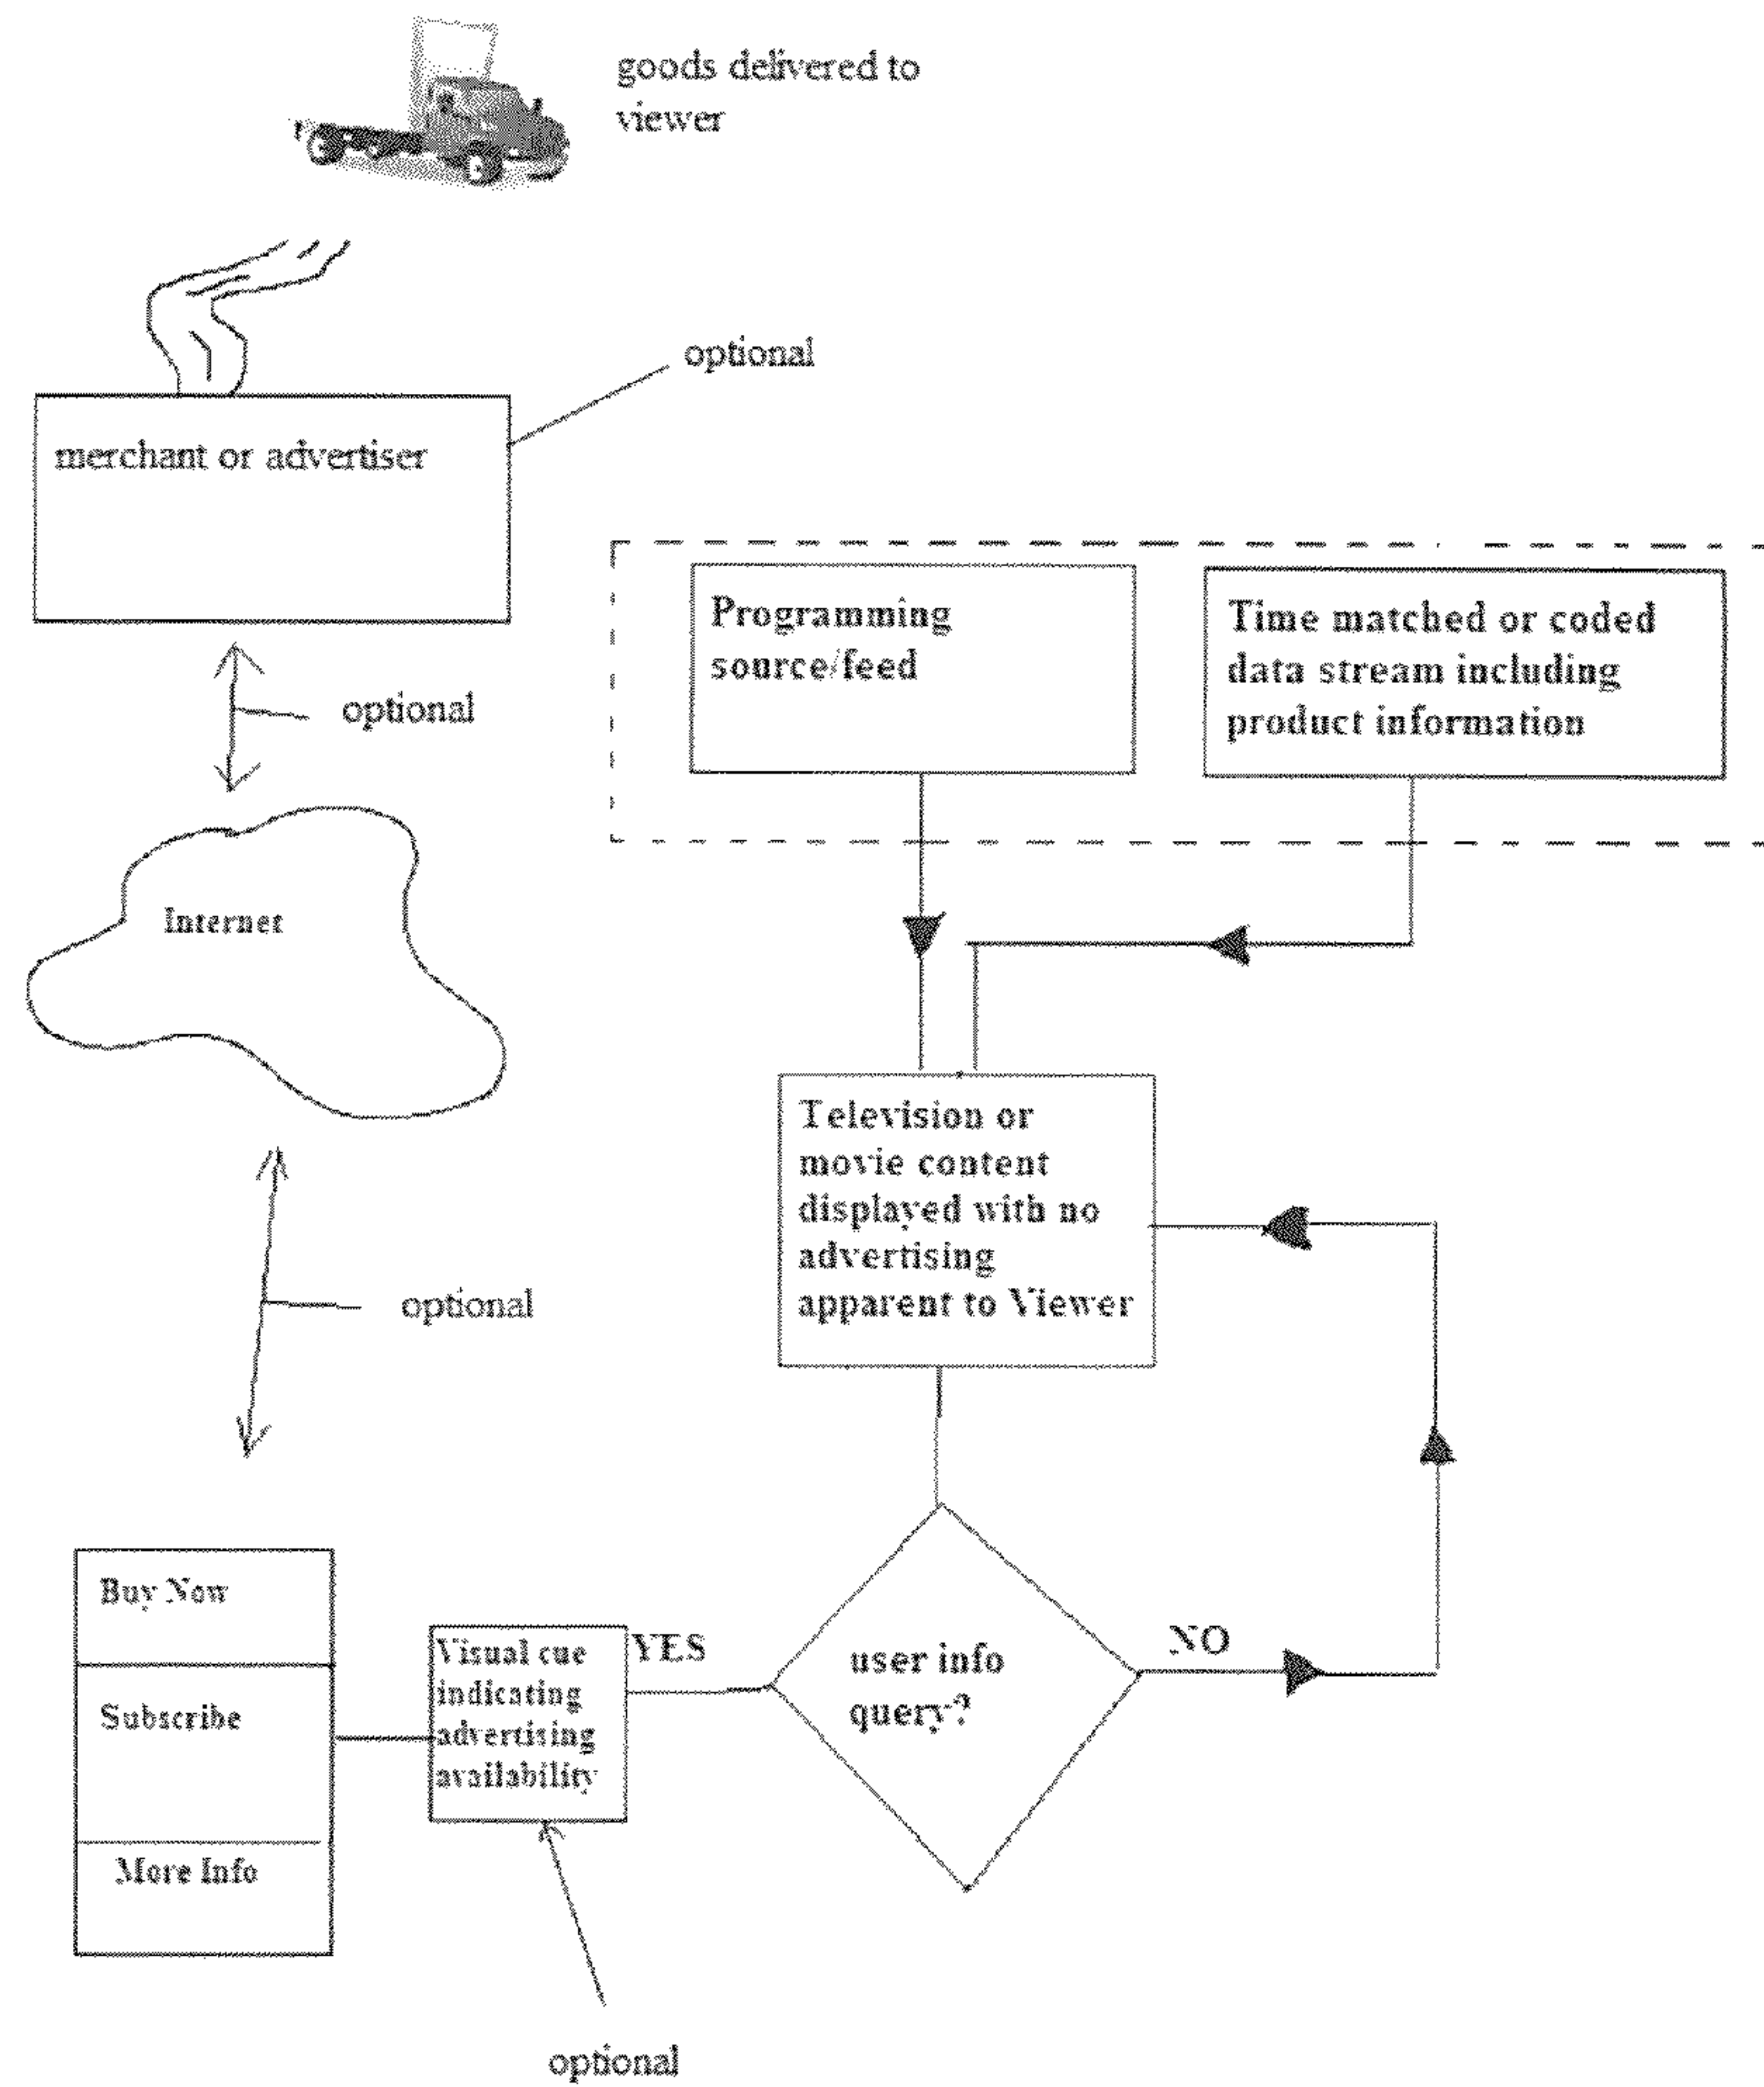 goods delivered to
viewer
optional
merchant or advertiser
Programming
source/feed
Time matched or coded
data stream including
product information
optional
Internet
Television or
movie content
displayed with no
advertising
apparent to Viewer
optional
Buy Now
Subscribe
More Info
Visual cue
indicating
advertising
availability
YES
user info
query?
NO
optional